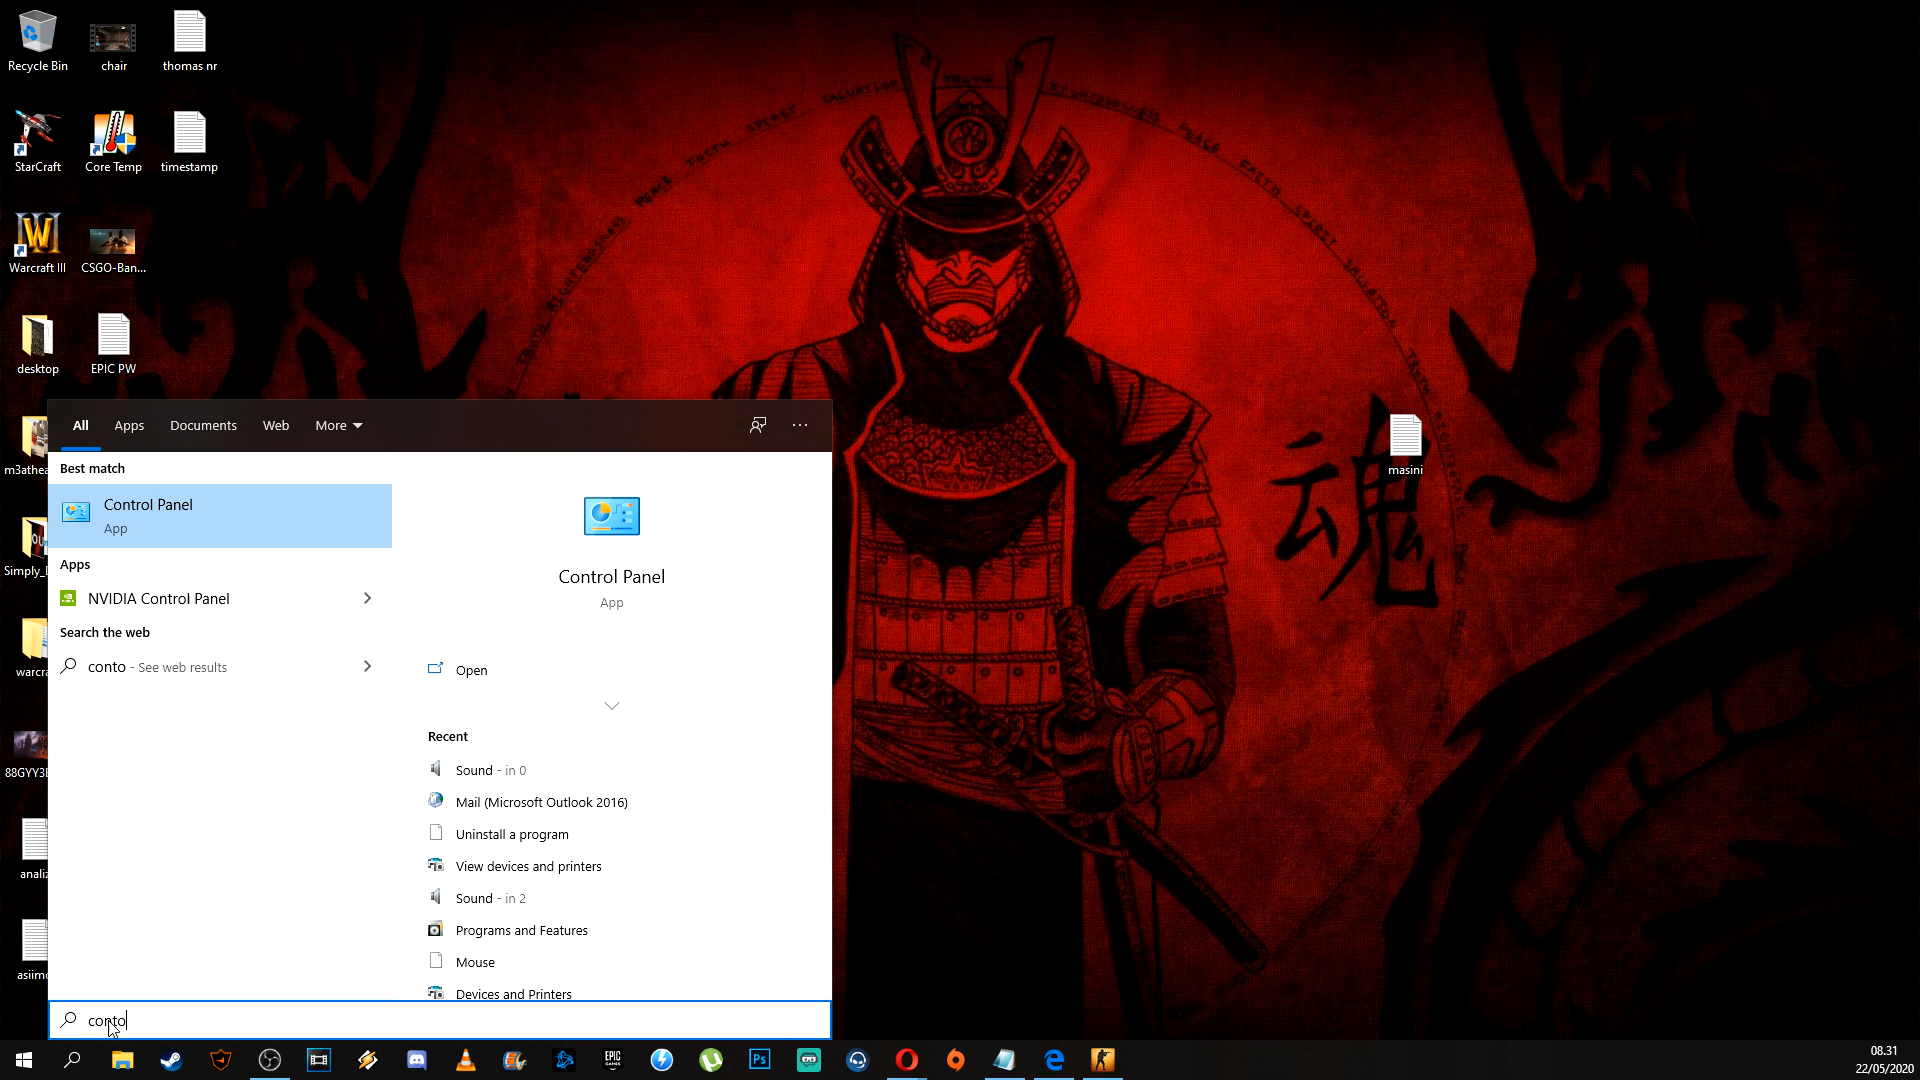 Recycle Bin
chair
thomas nr
StarCraft
Core Temp
timestamp
Warcraft III
CSGO-Ban...
desktop
EPIC PW
m3athea
Simply_
warcra
88GYY3
analiz
asiimo
masini
魂
All
Apps
Documents
Web
More
Best match
Control Panel
App
Apps
NVIDIA Control Panel
Search the web
conto - See web results
Control Panel
App
Open
Recent
Sound - in 0
Mail (Microsoft Outlook 2016)
Uninstall a program
View devices and printers
Sound - in 2
Programs and Features
Mouse
Devices and Printers
conto
EPIC
GAMES
Ps
08.31
22/05/2020